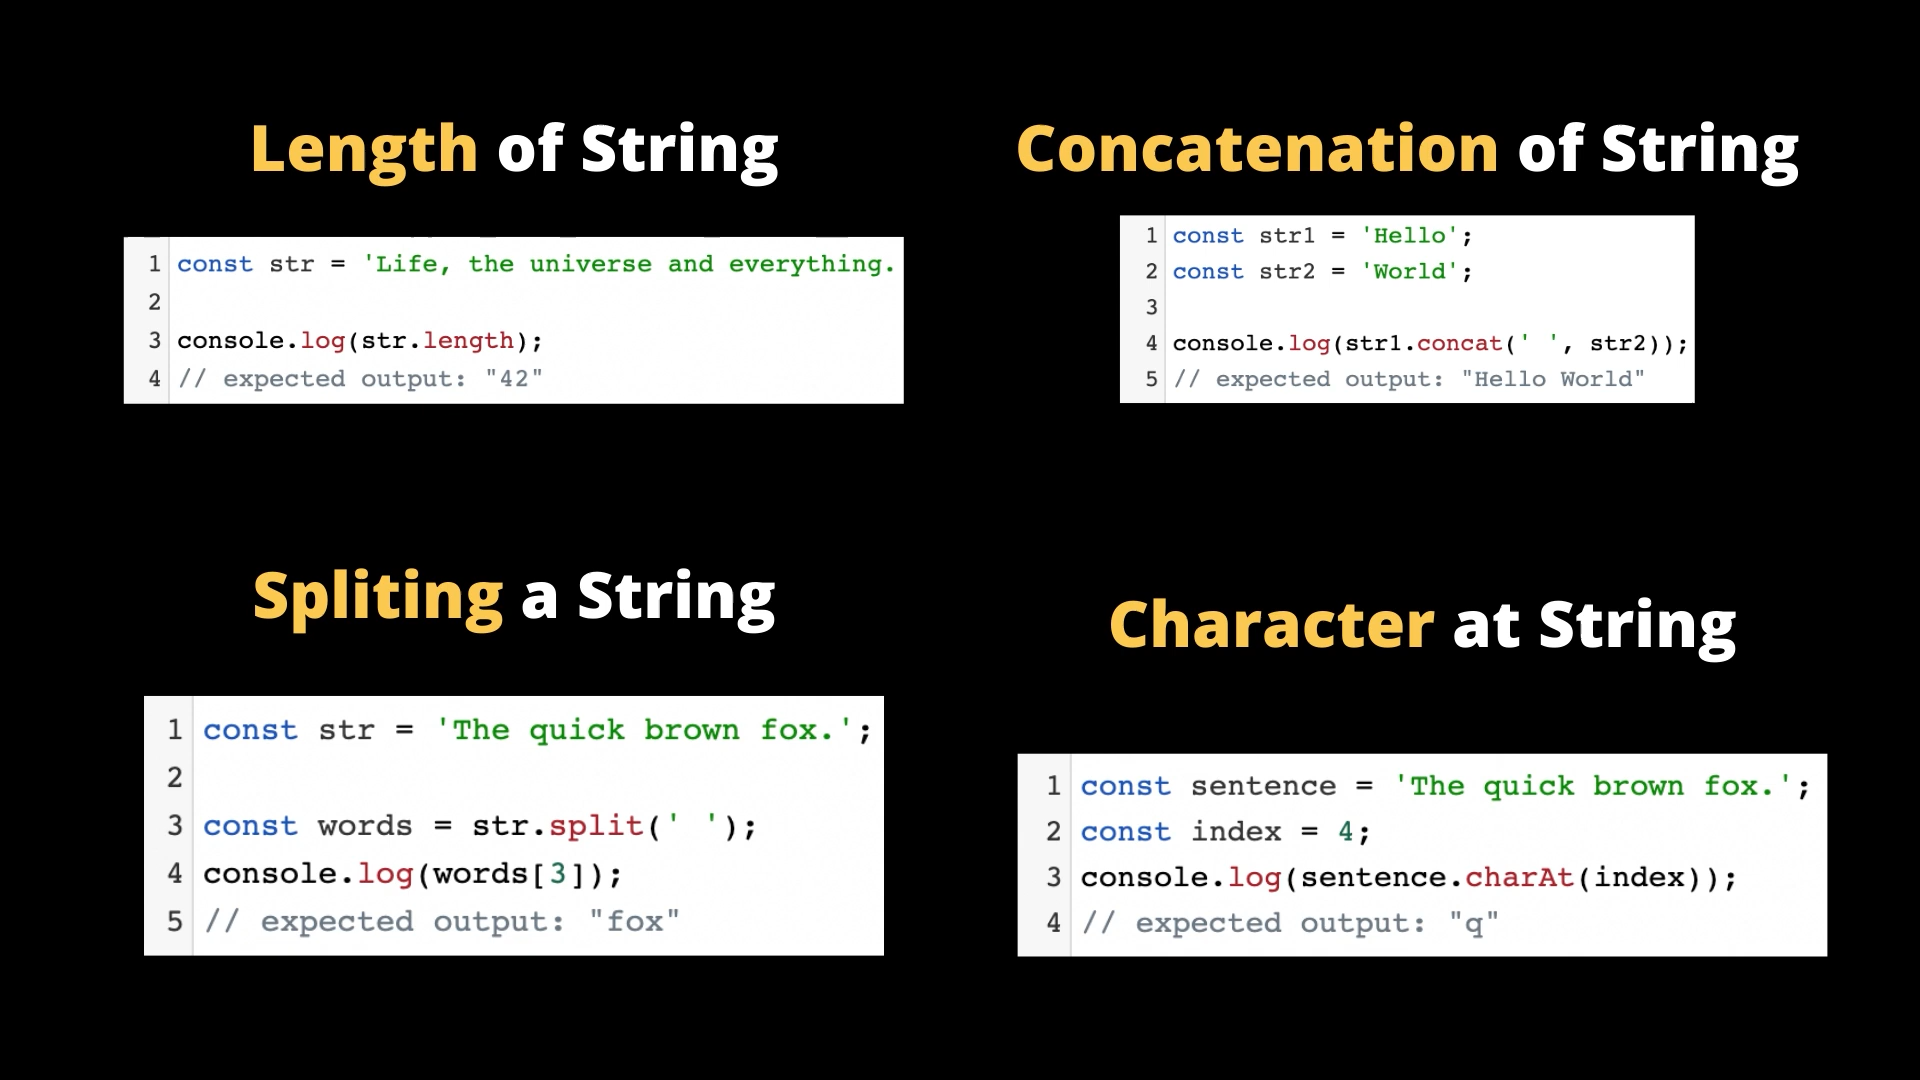 Length of String
1 const str = 'Life, the universe and everything.
2
3 console.log(str.length);
4 // expected output: "42"
Concatenation of String
1 const str1 = 'Hello';
2 const str2 = 'World';
3
4 console.log(str1.concat(' ', str2));
5 // expected output: "Hello World"
Spliting a String
1 const str = 'The quick brown fox.';
2
3 const words = str.split(' ');
4 console.log(words[3]);
5 // expected output: "fox"
Character at String
1 const sentence = 'The quick brown fox.';
2 const index = 4;
3 console.log(sentence.charAt(index));
4 // expected output: "q"